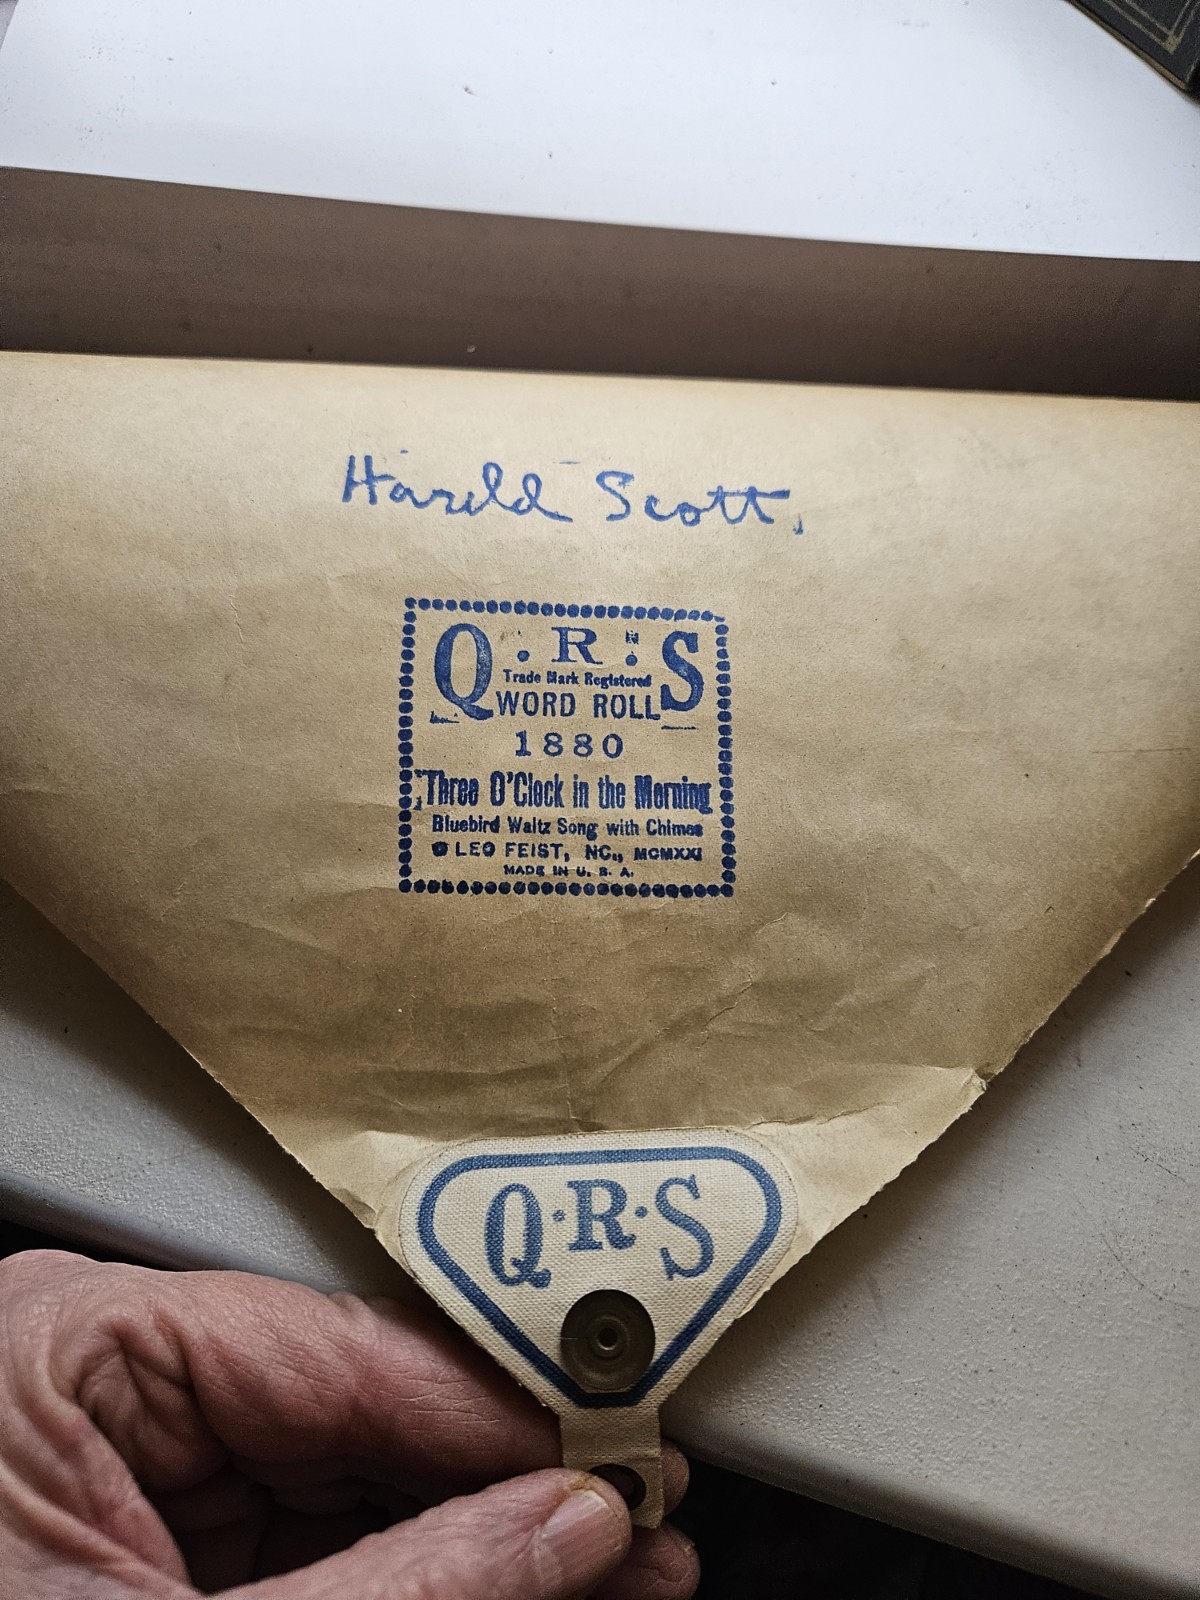 Harold Scott.
Q.R.S
Trade Mark Registered
WORD ROLL
1880
Three O'Clock in the Morning
Bluebird Waltz Song with Chimes
LEO FEIST, NC., MCMXXI
MADE IN U. S. A.
Q·R·S